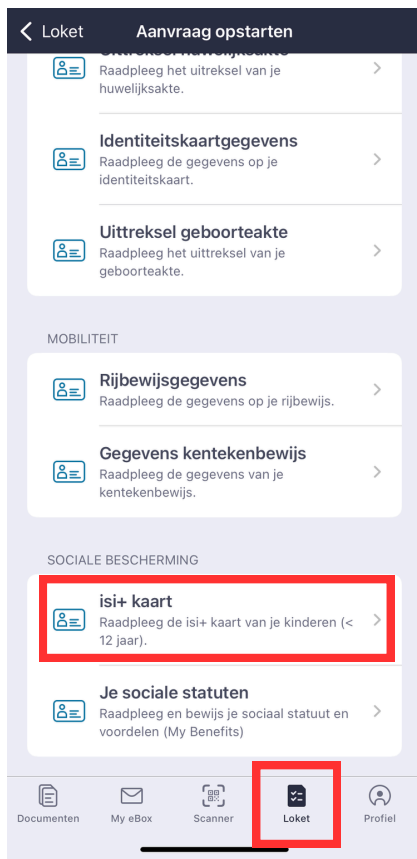 Loket
Aanvraag opstarten
Uittreksel huwelijksakte
Raadpleeg het uitreksel van je
huwelijksakte.
Identiteitskaartgegevens
Raadpleeg de gegevens op je
identiteitskaart.
Uittreksel geboorteakte
Raadpleeg het uittreksel van je
geboorteakte.
MOBILITEIT
Rijbewijsgegevens
Raadpleeg de gegevens op je rijbewijs.
Gegevens kentekenbewijs
Raadpleeg de gegevens van je
kentekenbewijs.
SOCIALE BESCHERMING
isi+ kaart
Raadpleeg de isi+ kaart van je kinderen (<
12 jaar).
Je sociale statuten
Raadpleeg en bewijs je sociaal statuut en
voordelen (My Benefits)
Documenten
My eBox
Scanner
Loket
Profiel